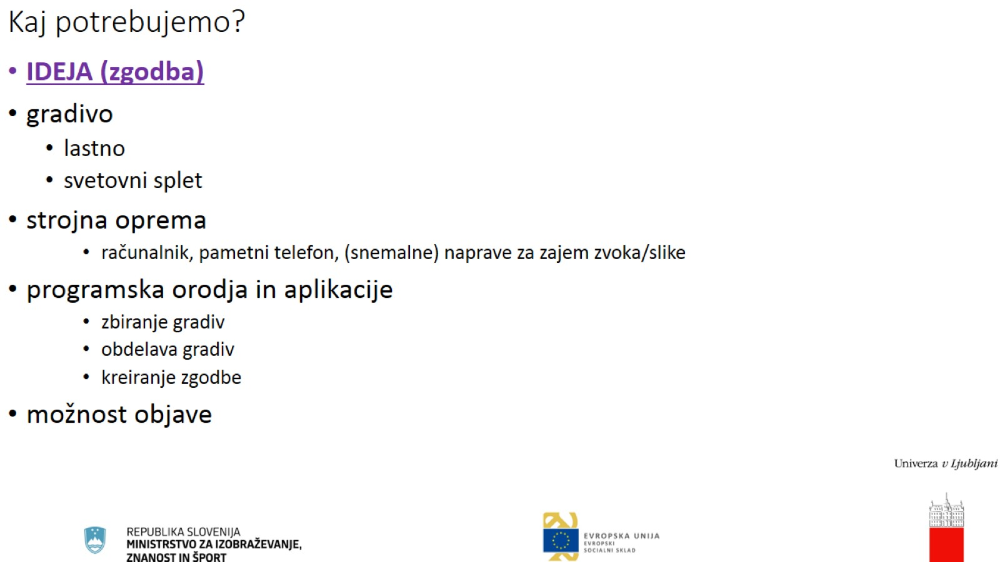 Kaj potrebujemo?
• IDEJA (zgodba)
• gradivo
• lastno
• svetovni splet
• strojna oprema
• računalnik, pametni telefon, (snemalne) naprave za zajem zvoka/slike
• programska orodja in aplikacije
• zbiranje gradiv
• obdelava gradiv
• kreiranje zgodbe
• možnost objave
Univerza v Ljubljani
REPUBLIKA SLOVENIJA
MINISTRSTVO ZA IZOBRAŽEVANJE,
ZNANOST IN ŠPORT
EVROPSKA UNIJA
EVROPSKI
SOCIALNI SKLAD